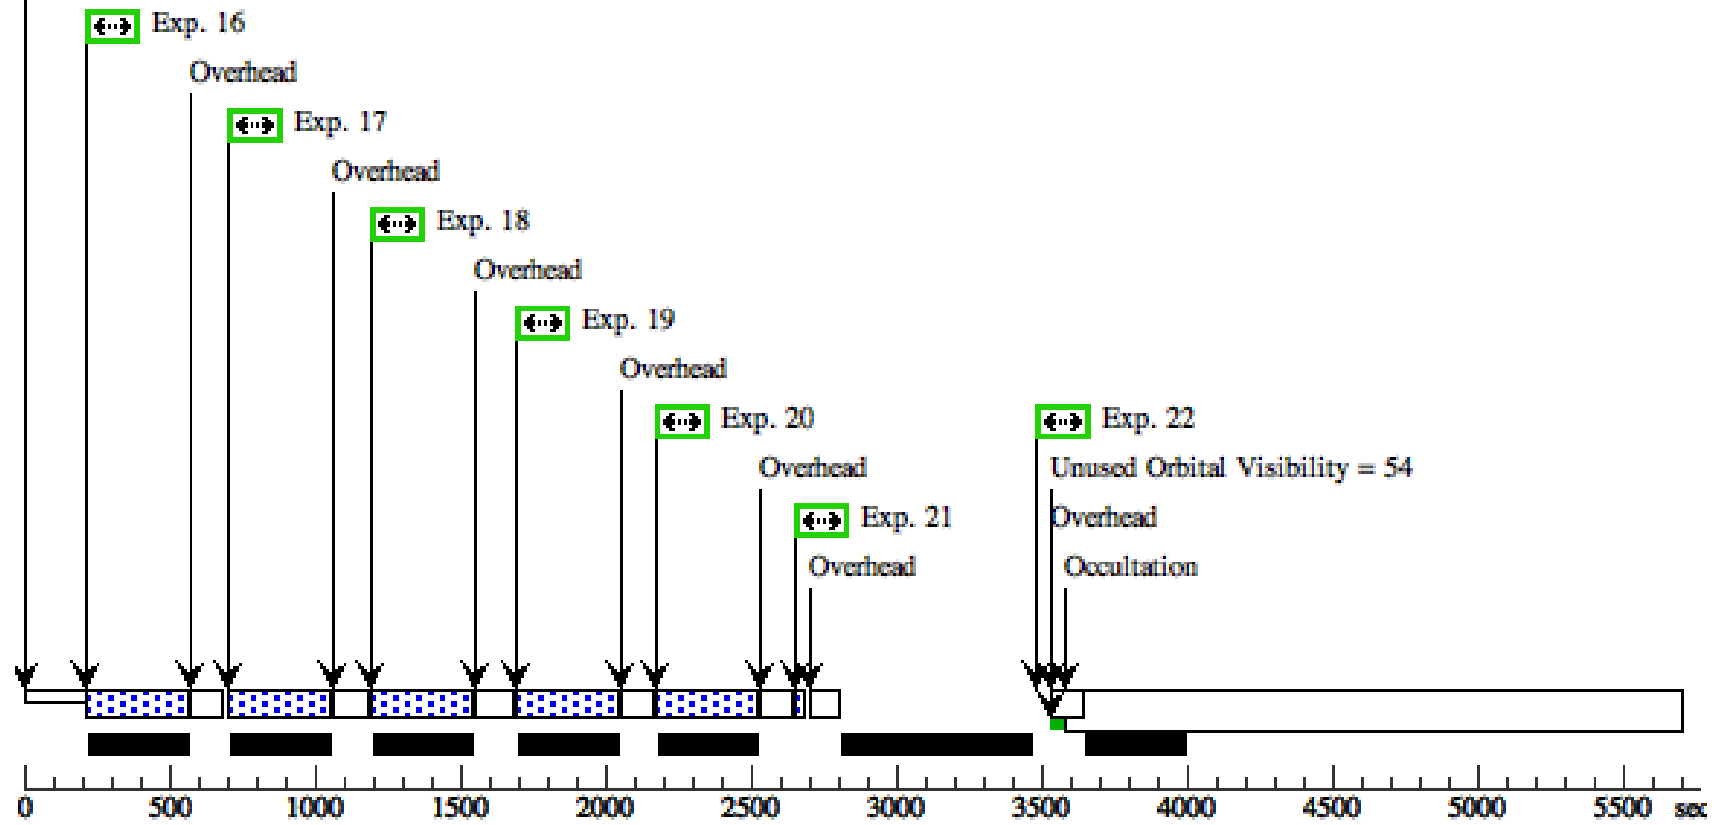 Exp. 16
Overhead
Exp. 17
Overhead
Exp. 18
Overhead
Exp. 19
Overhead
Exp. 20
Exp. 22
Overhead
Unused Orbital Visibility = 54
Exp. 21
Overhead
Overhead
Occultation
0 500 1000 1500 2000 2500 3000 3500 4000 4500 5000 5500 sec